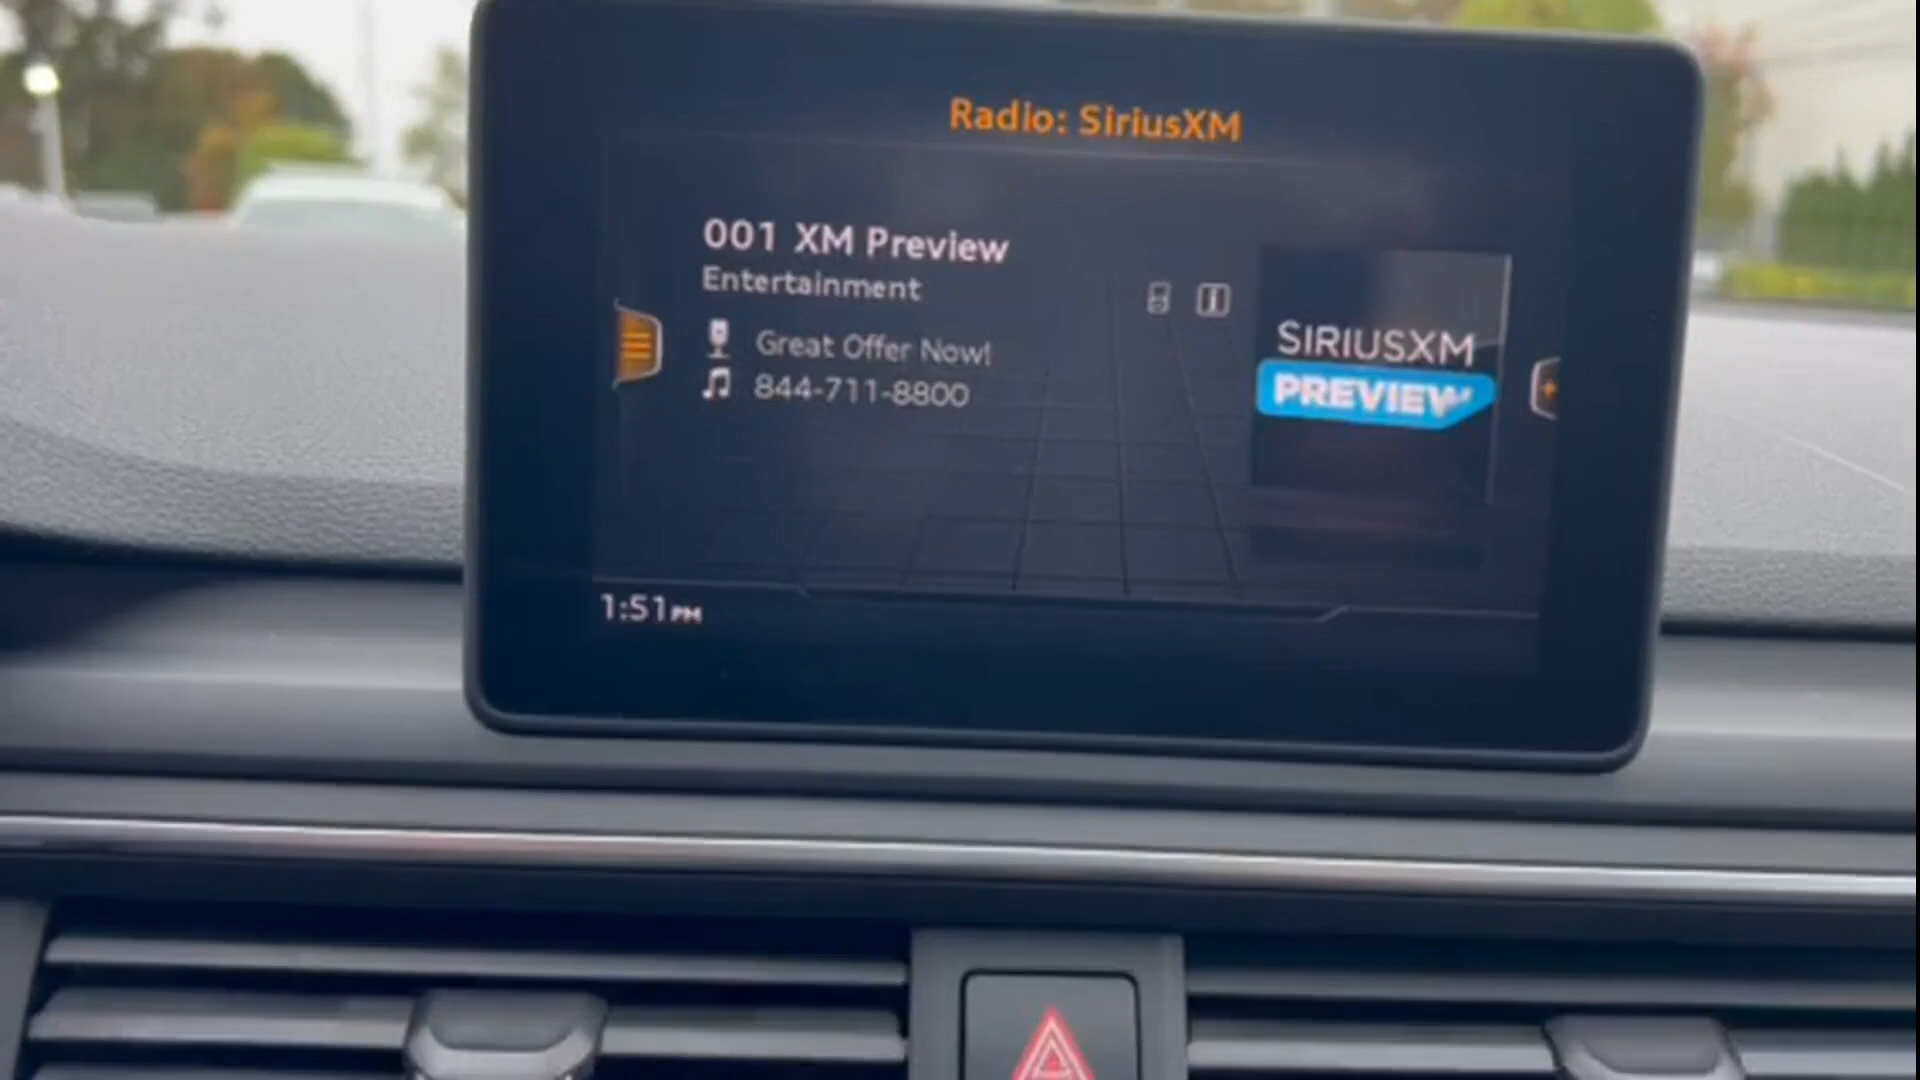 Radio: SiriusXM
001 XM Preview
Entertainment
Great Offer Now!
844-711-8800
SIRIUSXM
PREVIEW
1:51PM